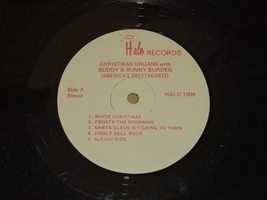 Halo RECORDS
CHRISTMAS ORGANS with
BUDDY & BUNNY BURDEN
(AMERICA'S SWEETHEARTS)
Side A
Stereo
HALO 1009
1. WHITE CHRISTMAS
2. FROSTY THE SNOWMAN
3. SANTA CLAUS IS COMING TO TOWN
4. JINGLE BELL ROCK
5. SLEIGH RIDE